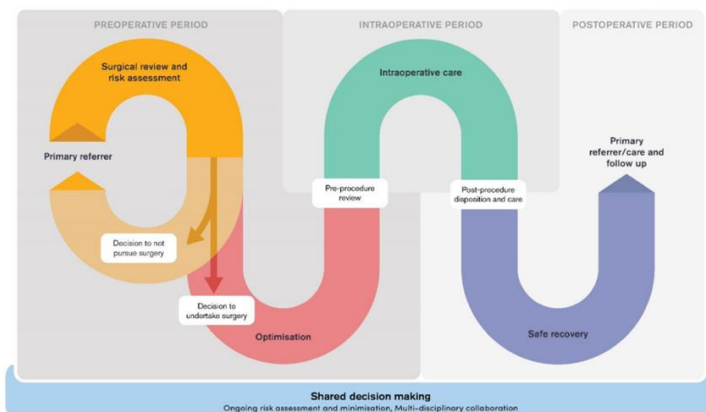 PREOPERATIVE PERIOD
INTRAOPERATIVE PERIOD
POSTOPERATIVE PERIOD
Surgical review and
risk assessment
Intraoperative care
Primary referrer
Primary
referrer/care and
follow up
Pre-procedure
review
Post-procedure
disposition and care
Decision to not
pursue surgery
Decision to
undertake surgery
Optimisation
Safe recovery
Shared decision making
Ongoing risk assessment and minimisation, Multi-disciplinary collaboration